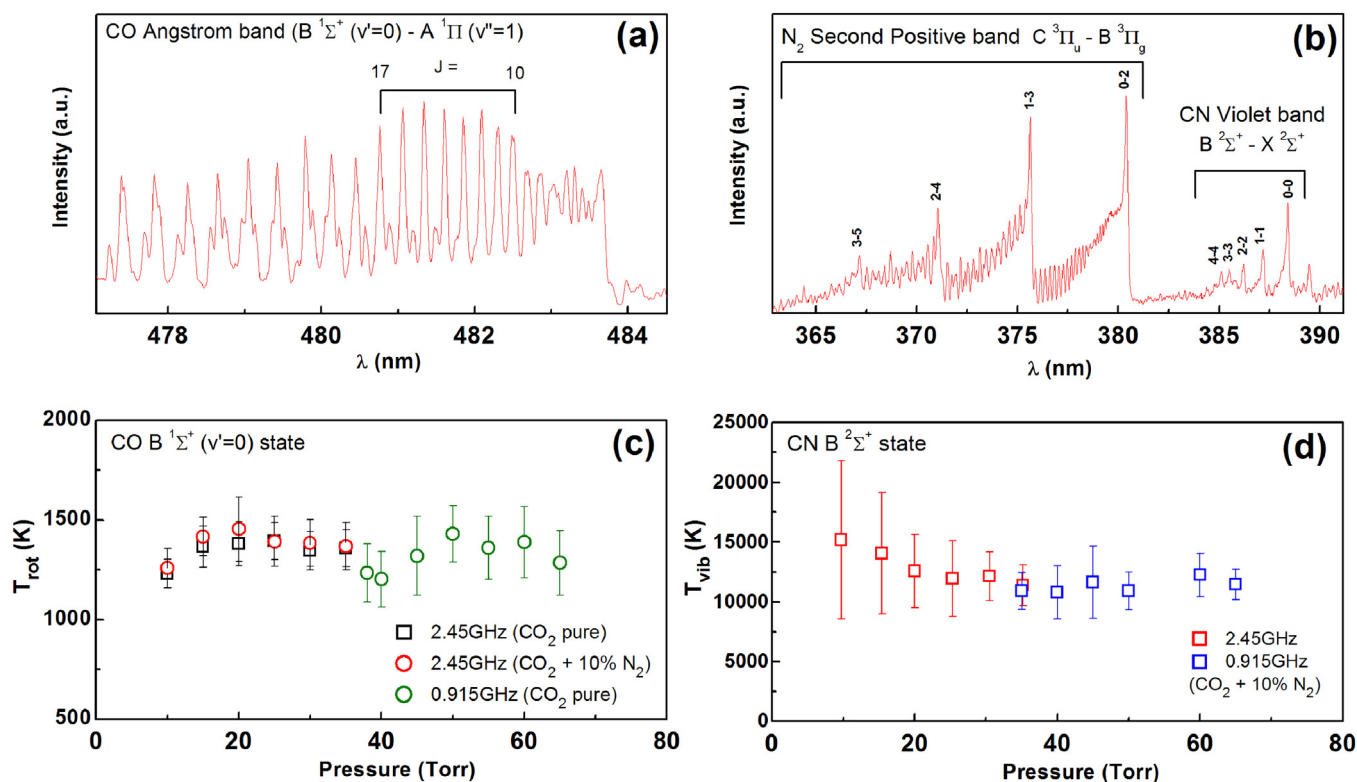 CO Angstrom band (B ¹Σ⁺ (v'=0) - A ¹Π (v"=1)
(a)
17
J =
10
Intensity (a.u.)
478
480
482
484
λ (nm)
N₂ Second Positive band C ³Πᵤ - B ³Πg
(b)
0-2
1-3
CN Violet band
B ²Σ⁺ - X ²Σ⁺
2-4
0-0
3-5
4-4
3-3
2-2
1-1
Intensity (a.u.)
365
370
375
380
385
390
λ (nm)
2000
CO B ¹Σ⁺ (v'=0) state
(c)
1500
Trot (K)
1000
2.45GHz (CO₂ pure)
2.45GHz (CO₂ + 10% N₂)
0.915GHz (CO₂ pure)
500
0
20
40
60
80
Pressure (Torr)
25000
CN B ²Σ⁺ state
(d)
20000
15000
Tvib (K)
10000
2.45GHz
0.915GHz
(CO₂ + 10% N₂)
5000
0
0
20
40
60
80
Pressure (Torr)